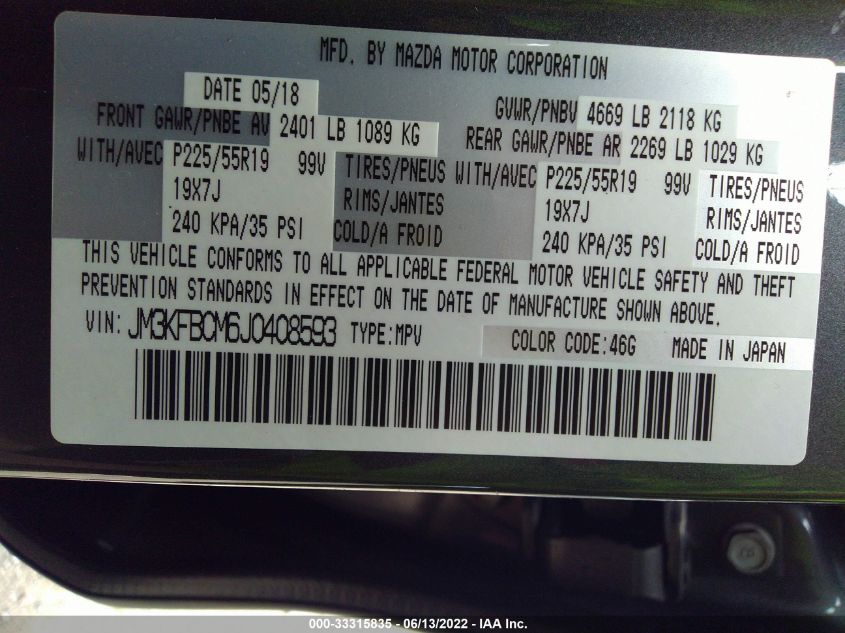 MFD. BY MAZDA MOTOR CORPORATION
DATE 05/18 GVWR/PNBV 4669 LB 2118 KG
FRONT GAWR/PNBE AV 2401 LB 1089 KG REAR GAWR/PNBE AR 2269 LB 1029 KG
WITH/AVEC P225/55R19 99V TIRES/PNEUS WITH/AVEC P225/55R19 99V TIRES/PNEUS
19X7J RIMS/JANTES 19X7J RIMS/JANTES
240 KPA/35 PSI COLD/A FROID 240 KPA/35 PSI COLD/A FROID
THIS VEHICLE CONFORMS TO ALL APPLICABLE FEDERAL MOTOR VEHICLE SAFETY AND THEFT
PREVENTION STANDARDS IN EFFECT ON THE DATE OF MANUFACTURE SHOWN ABOVE.
VIN: JM3KFBCM6J0408593 TYPE:MPV COLOR CODE:46G MADE IN JAPAN
000-33315835 - 06/13/2022 - IAA Inc.